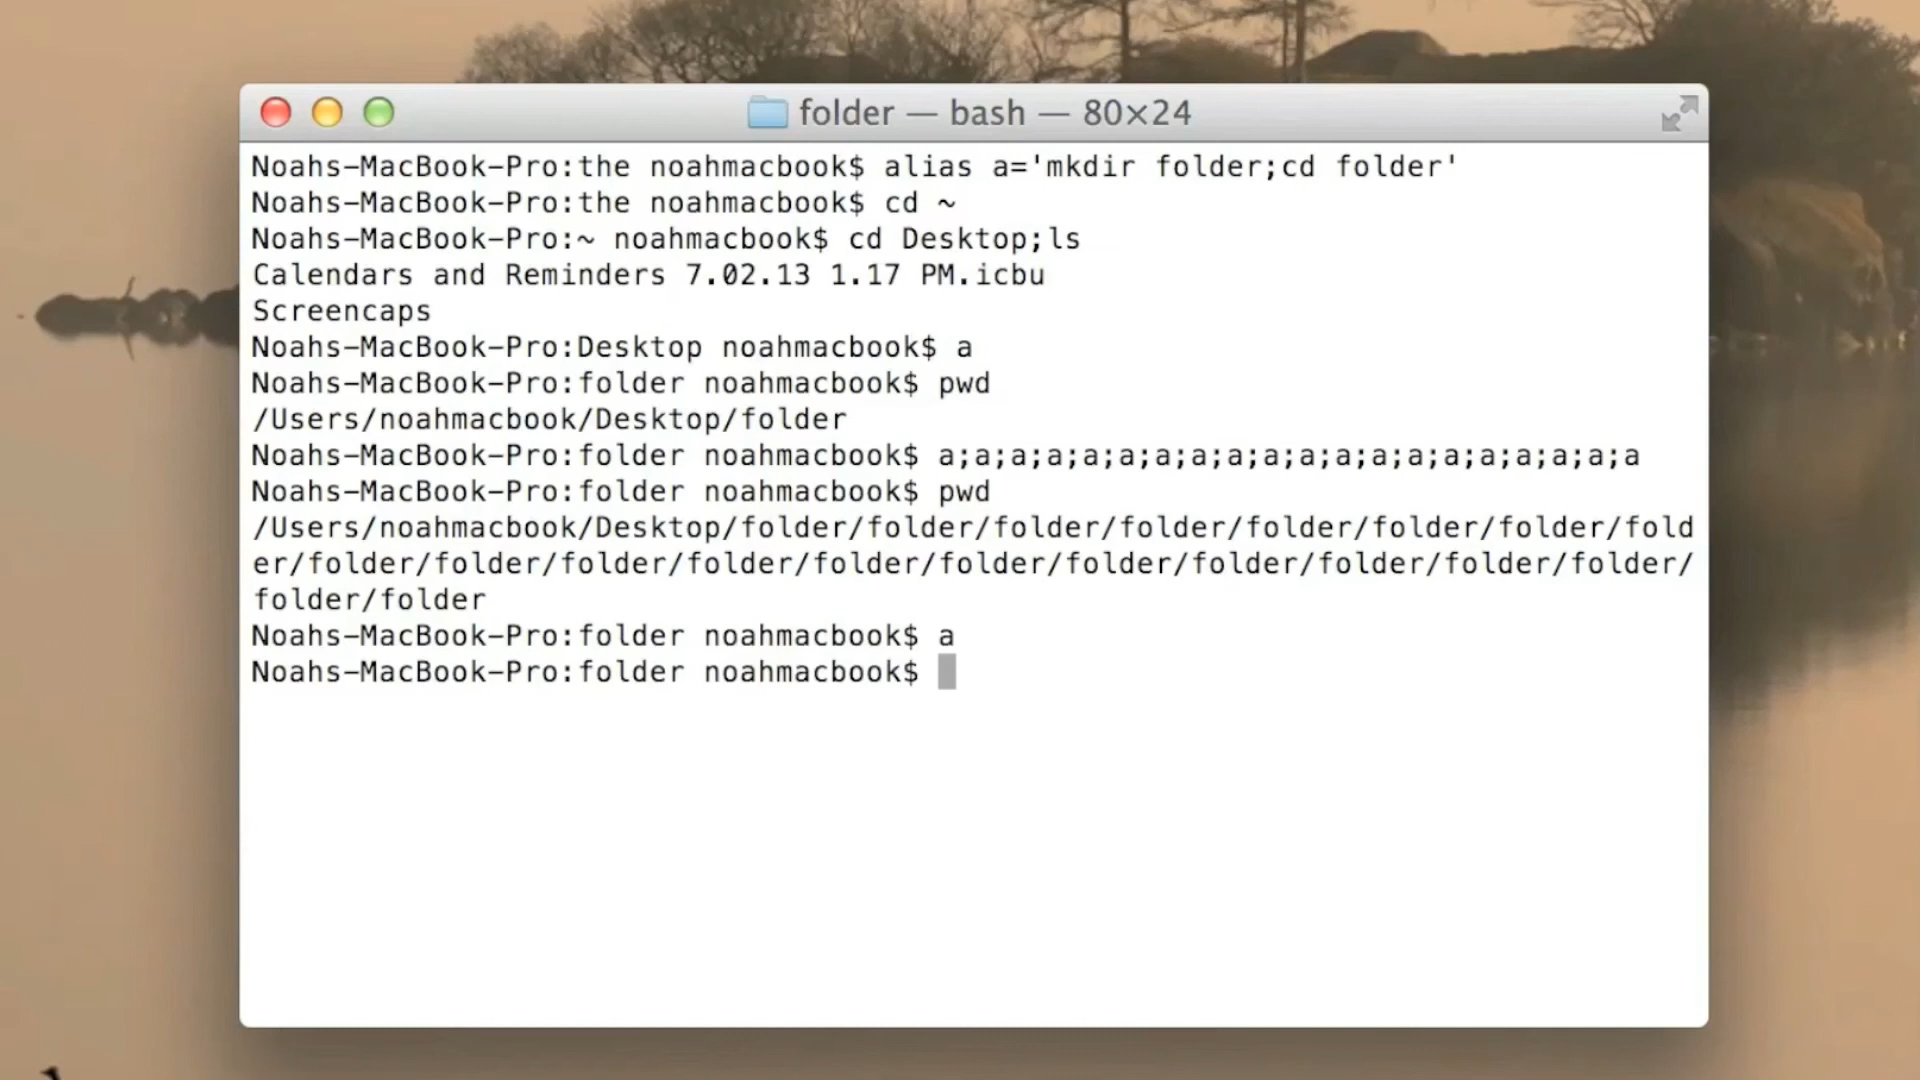 folder — bash — 80×24
Noahs-MacBook-Pro:the noahmacbook$ alias a='mkdir folder;cd folder'
Noahs-MacBook-Pro:the noahmacbook$ cd ~
Noahs-MacBook-Pro:~ noahmacbook$ cd Desktop;ls
Calendars and Reminders 7.02.13 1.17 PM.icbu
Screencaps
Noahs-MacBook-Pro:Desktop noahmacbook$ a
Noahs-MacBook-Pro:folder noahmacbook$ pwd
/Users/noahmacbook/Desktop/folder
Noahs-MacBook-Pro:folder noahmacbook$ a;a;a;a;a;a;a;a;a;a;a;a;a;a;a;a;a;a;a;a
Noahs-MacBook-Pro:folder noahmacbook$ pwd
/Users/noahmacbook/Desktop/folder/folder/folder/folder/folder/folder/folder/fold
er/folder/folder/folder/folder/folder/folder/folder/folder/folder/folder/folder/
folder/folder
Noahs-MacBook-Pro:folder noahmacbook$ a
Noahs-MacBook-Pro:folder noahmacbook$